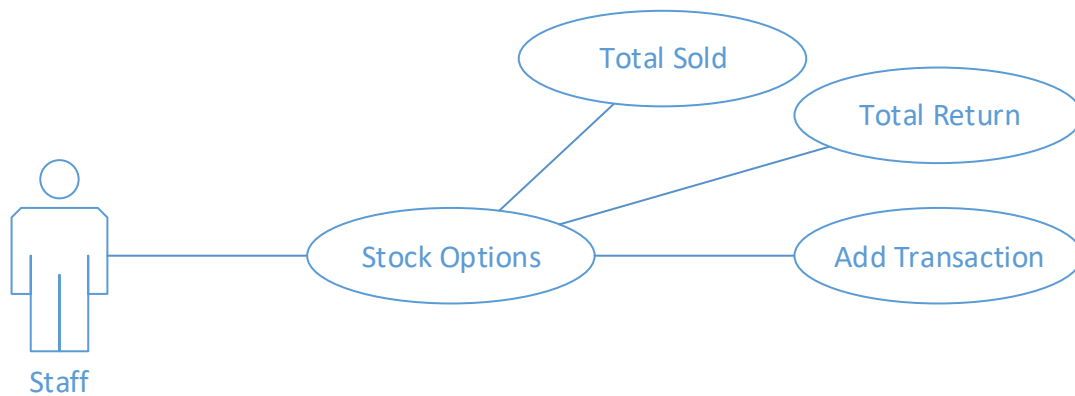 Total Sold
Total Return
Stock Options
Add Transaction
Staff